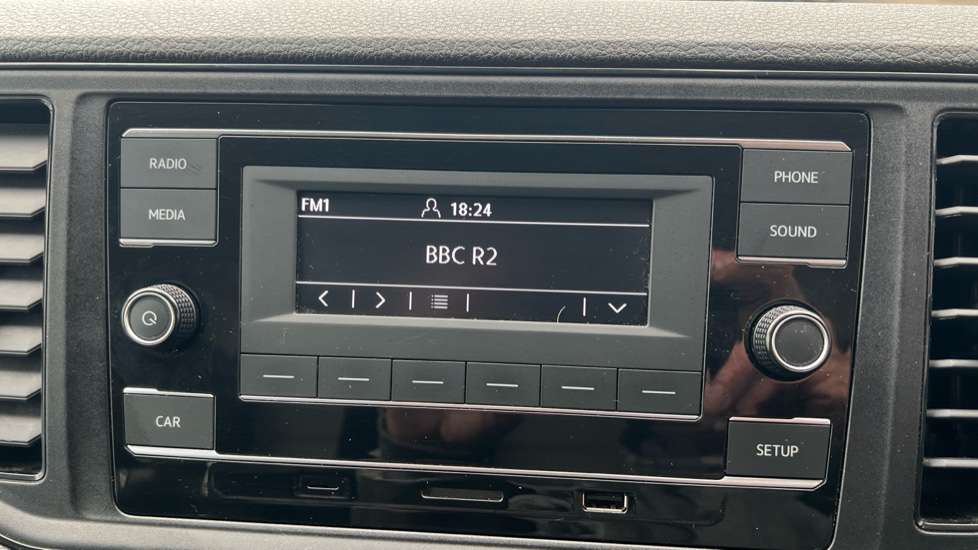 RADIO
MEDIA
FM1 18:24
BBC R2
PHONE
SOUND
CAR
SETUP